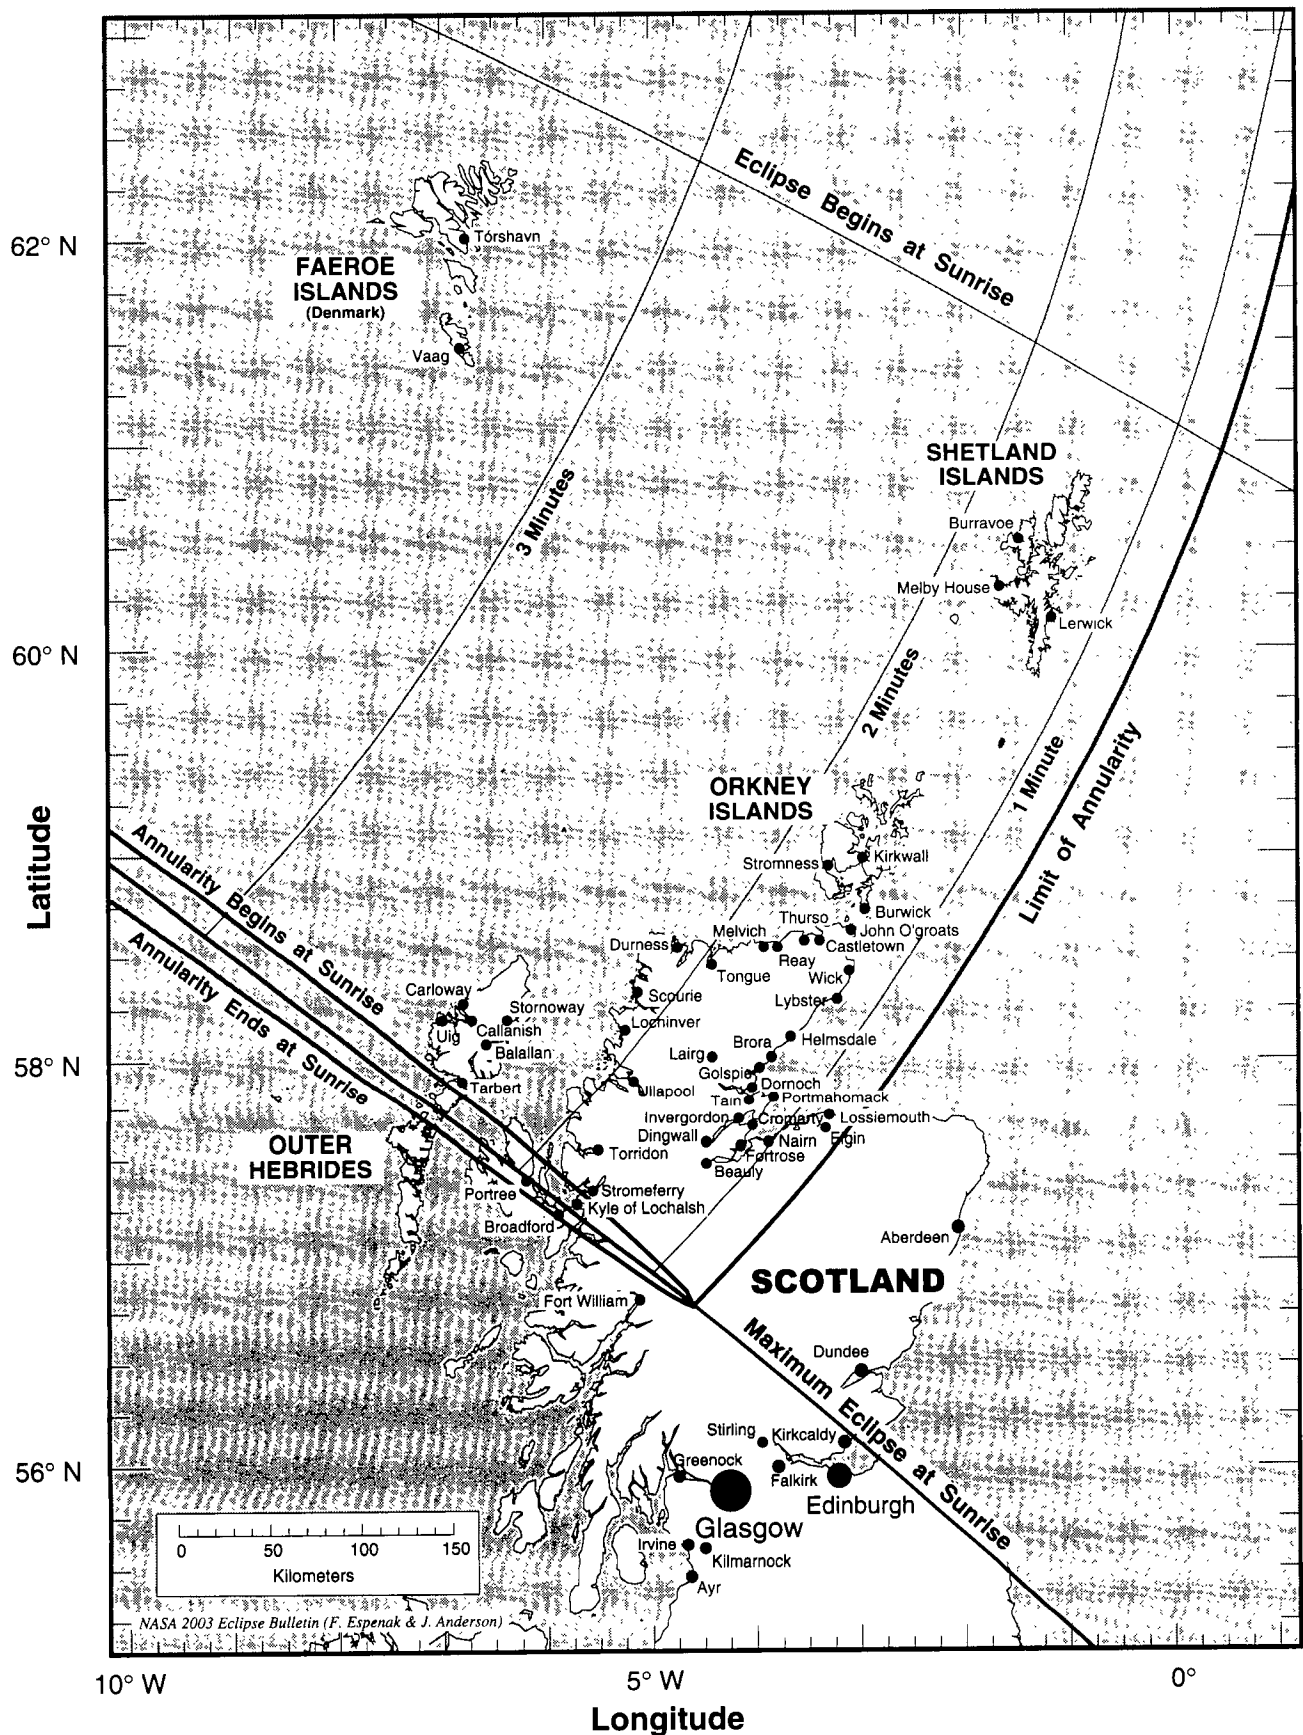 Eclipse Begins at Sunrise
62° N
Tórshavn
FAEROE
ISLANDS
(Denmark)
Vaag
SHETLAND
ISLANDS
3 Minutes
Burravoe
Melby House
Lerwick
60° N
2 Minutes
1 Minute
Limit of Annularity
ORKNEY
ISLANDS
Latitude
Annularity Begins at Sunrise
Annularity Ends at Sunrise
Stromness
Kirkwall
Burwick
Thurso
John O'groats
Melvich
Castletown
Durness
Reay
Tongue
Wick
Scourie
Lybster
Carloway
Stornoway
Lochinver
Uig
Callanish
Helmsdale
Balallan
Brora
Lairg
58° N
Golspie
Tarbert
Ullapool
Dornoch
Tain
Portmahomack
Invergordon
Cromarty
Lossiemouth
OUTER
HEBRIDES
Dingwall
Nairn
Elgin
Torridon
Fortrose
Beauly
Portree
Stromeferry
Kyle of Lochalsh
Broadford
Aberdeen
SCOTLAND
Fort William
Maximum Eclipse at Sunrise
Dundee
Stirling
Kirkcaldy
Greenock
56° N
Falkirk
Edinburgh
Glasgow
Irvine
Kilmarnock
Ayr
0 50 100 150
Kilometers
NASA 2003 Eclipse Bulletin (F. Espenak & J. Anderson)
10° W
5° W
0°
Longitude